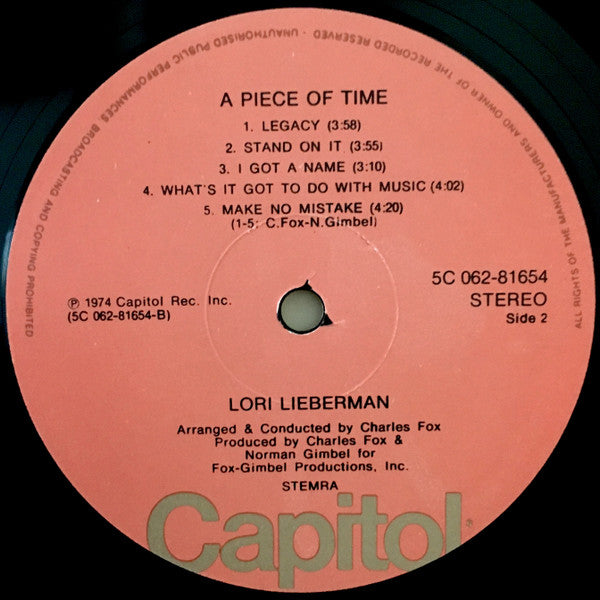 ALL RIGHTS OF THE MANUFACTURERS AND OWNER OF THE RECORDED RESERVED · UNAUTHORISED PUBLIC PERFORMANCES BROADCASTING AND COPYING PROHIBITED
A PIECE OF TIME
1. LEGACY (3:58)
2. STAND ON IT (3:55)
3. I GOT A NAME (3:10)
4. WHAT'S IT GOT TO DO WITH MUSIC (4:02)
5. MAKE NO MISTAKE (4:20)
(1-5: C.Fox-N.Gimbel)
℗ 1974 Capitol Rec. Inc.
(5C 062-81654-B)
5C 062-81654
STEREO
Side 2
LORI LIEBERMAN
Arranged & Conducted by Charles Fox
Produced by Charles Fox &
Norman Gimbel for
Fox-Gimbel Productions, Inc.
STEMRA
Capitol®